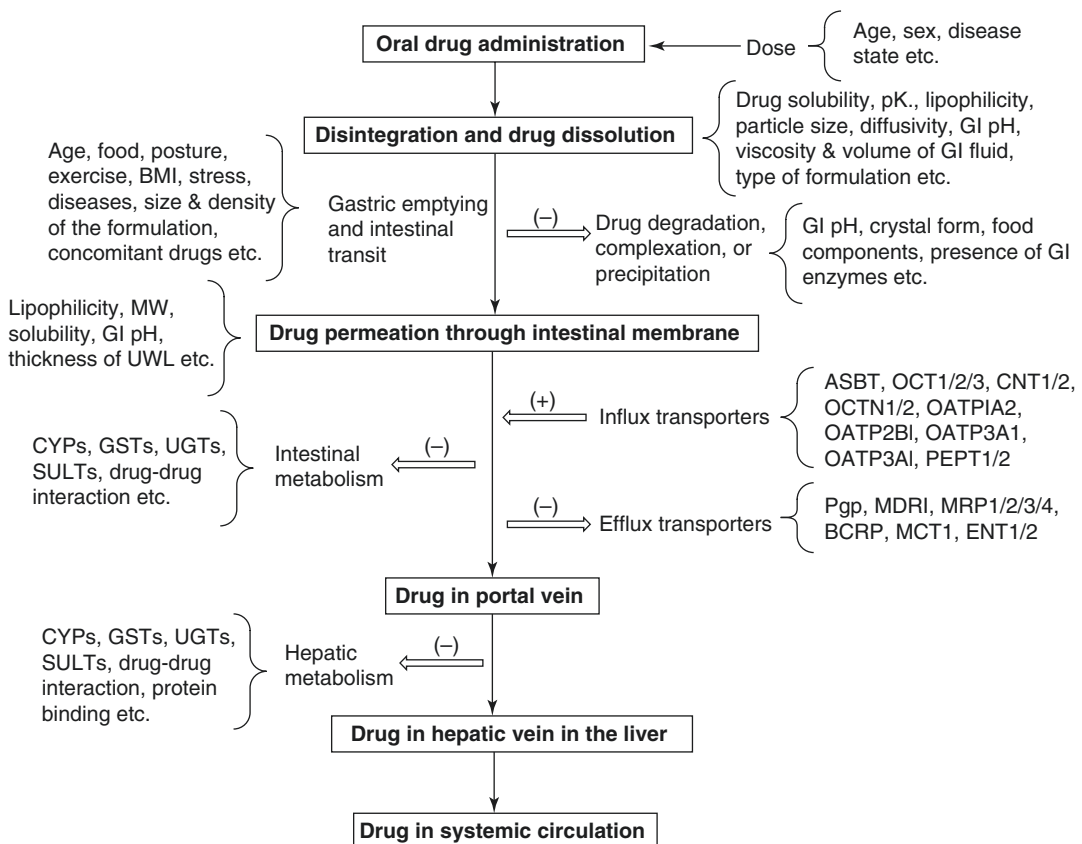 Oral drug administration
Dose
Age, sex, disease
state etc.
Disintegration and drug dissolution
Drug solubility, pK., lipophilicity,
particle size, diffusivity, GI pH,
viscosity & volume of GI fluid,
type of formulation etc.
Age, food, posture,
exercise, BMI, stress,
diseases, size & density
of the formulation,
concomitant drugs etc.
Gastric emptying
and intestinal
transit
(–)
Drug degradation,
complexation, or
precipitation
GI pH, crystal form, food
components, presence of GI
enzymes etc.
Lipophilicity, MW,
solubility, GI pH,
thickness of UWL etc.
Drug permeation through intestinal membrane
(+)
Influx transporters
ASBT, OCT1/2/3, CNT1/2,
OCTN1/2, OATPIA2,
OATP2Bl, OATP3A1,
OATP3Al, PEPT1/2
CYPs, GSTs, UGTs,
SULTs, drug-drug
interaction etc.
Intestinal
metabolism
(–)
(–)
Efflux transporters
Pgp, MDRI, MRP1/2/3/4,
BCRP, MCT1, ENT1/2
Drug in portal vein
CYPs, GSTs, UGTs,
SULTs, drug-drug
interaction, protein
binding etc.
Hepatic
metabolism
(–)
Drug in hepatic vein in the liver
Drug in systemic circulation